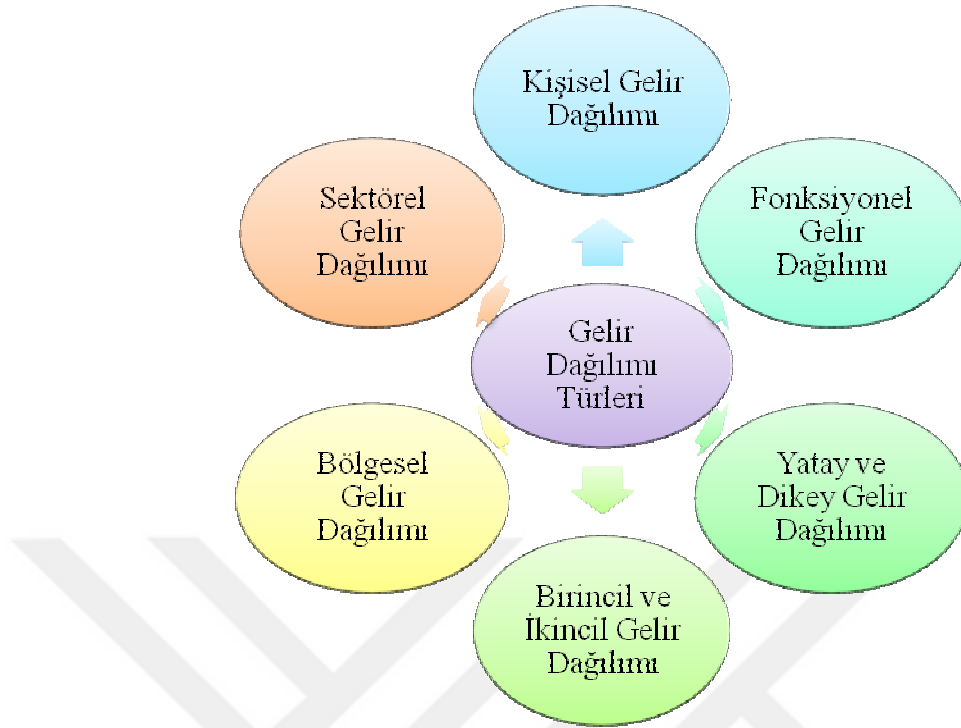 Kişisel Gelir
Dağılımı
Sektörel
Gelir
Dağılımı
Fonksiyonel
Gelir
Dağılımı
Gelir
Dağılımı
Türleri
Bölgesel
Gelir
Dağılımı
Yatay ve
Dikey Gelir
Dağılımı
Birincil ve
İkincil Gelir
Dağılımı